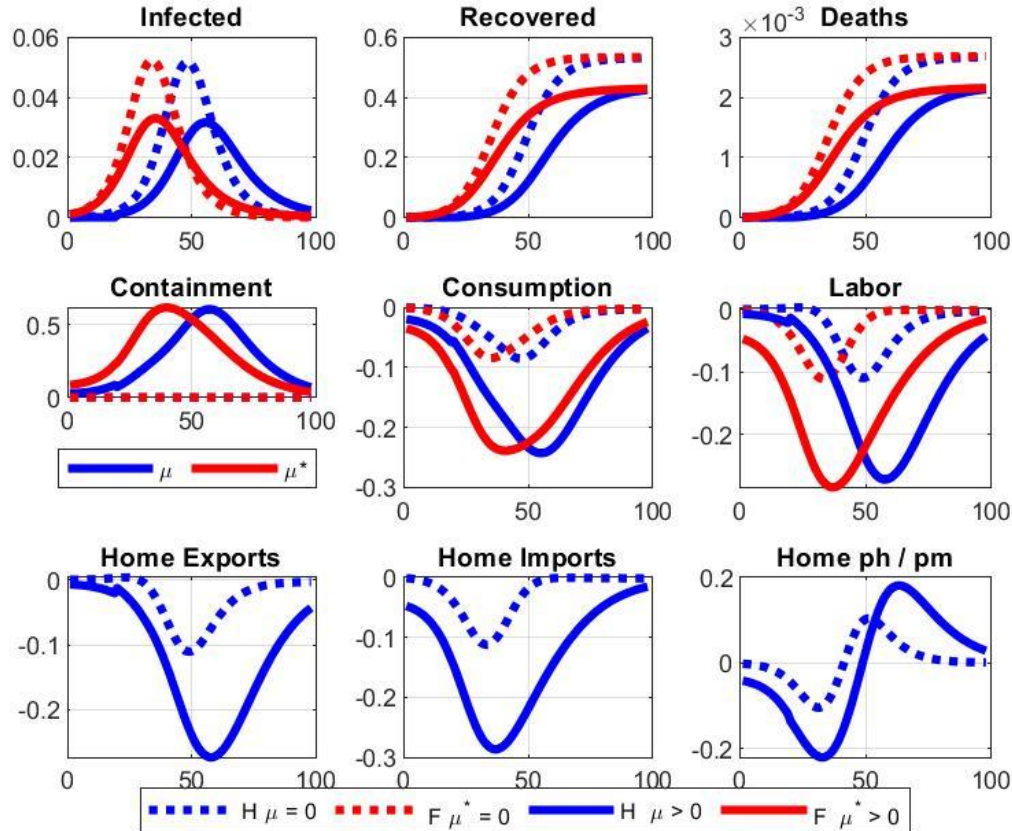 Infected Recovered Deaths
×10⁻³
0.06 0.6 3
0.04 0.4 2
0.02 0.2 1
0 0 0
0 50 100 0 50 100 0 50 100
Containment Consumption Labor
0 0
0.5 -0.1 -0.1
0 -0.2 -0.2
0 50 100
-0.3
0 50 100 0 50 100
μ μ*
Home Exports Home Imports Home ph / pm
0 0 0.2
-0.1 -0.1 0
-0.2 -0.2
-0.3 -0.2
0 50 100 0 50 100 0 50 100
H μ = 0 F μ* = 0 H μ > 0 F μ* > 0